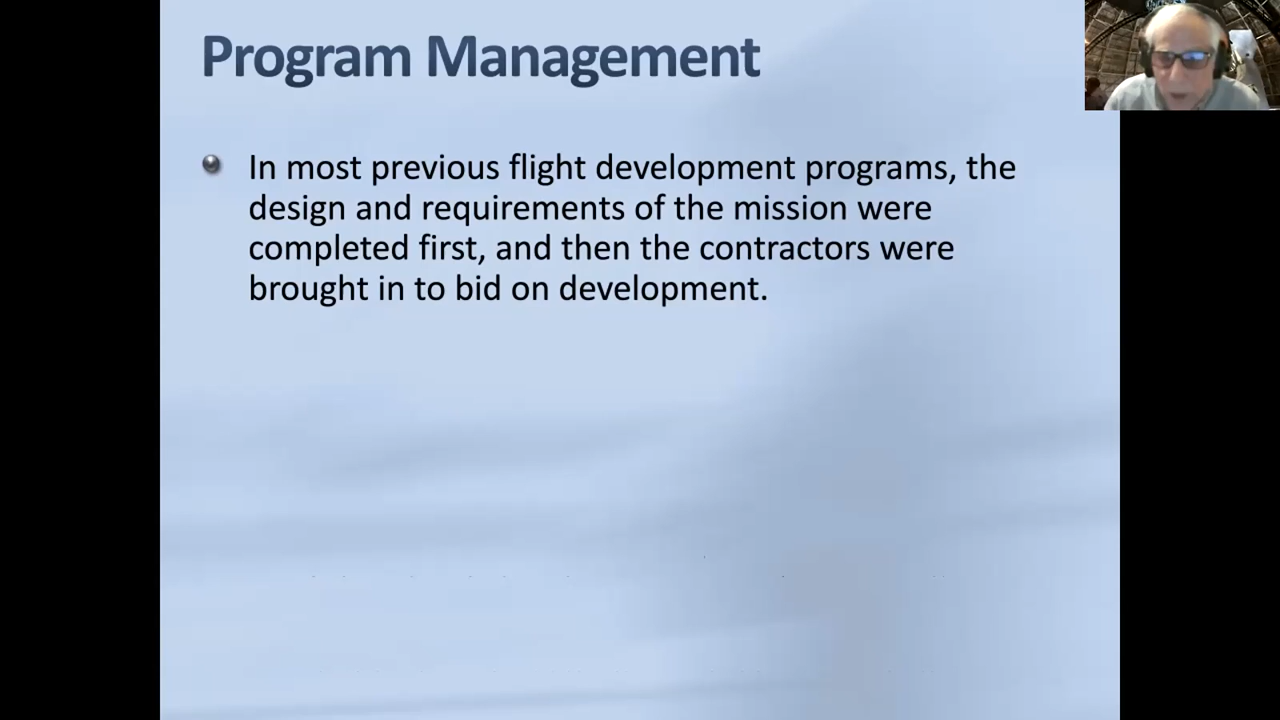 Program Management
In most previous flight development programs, the
design and requirements of the mission were
completed first, and then the contractors were
brought in to bid on development.